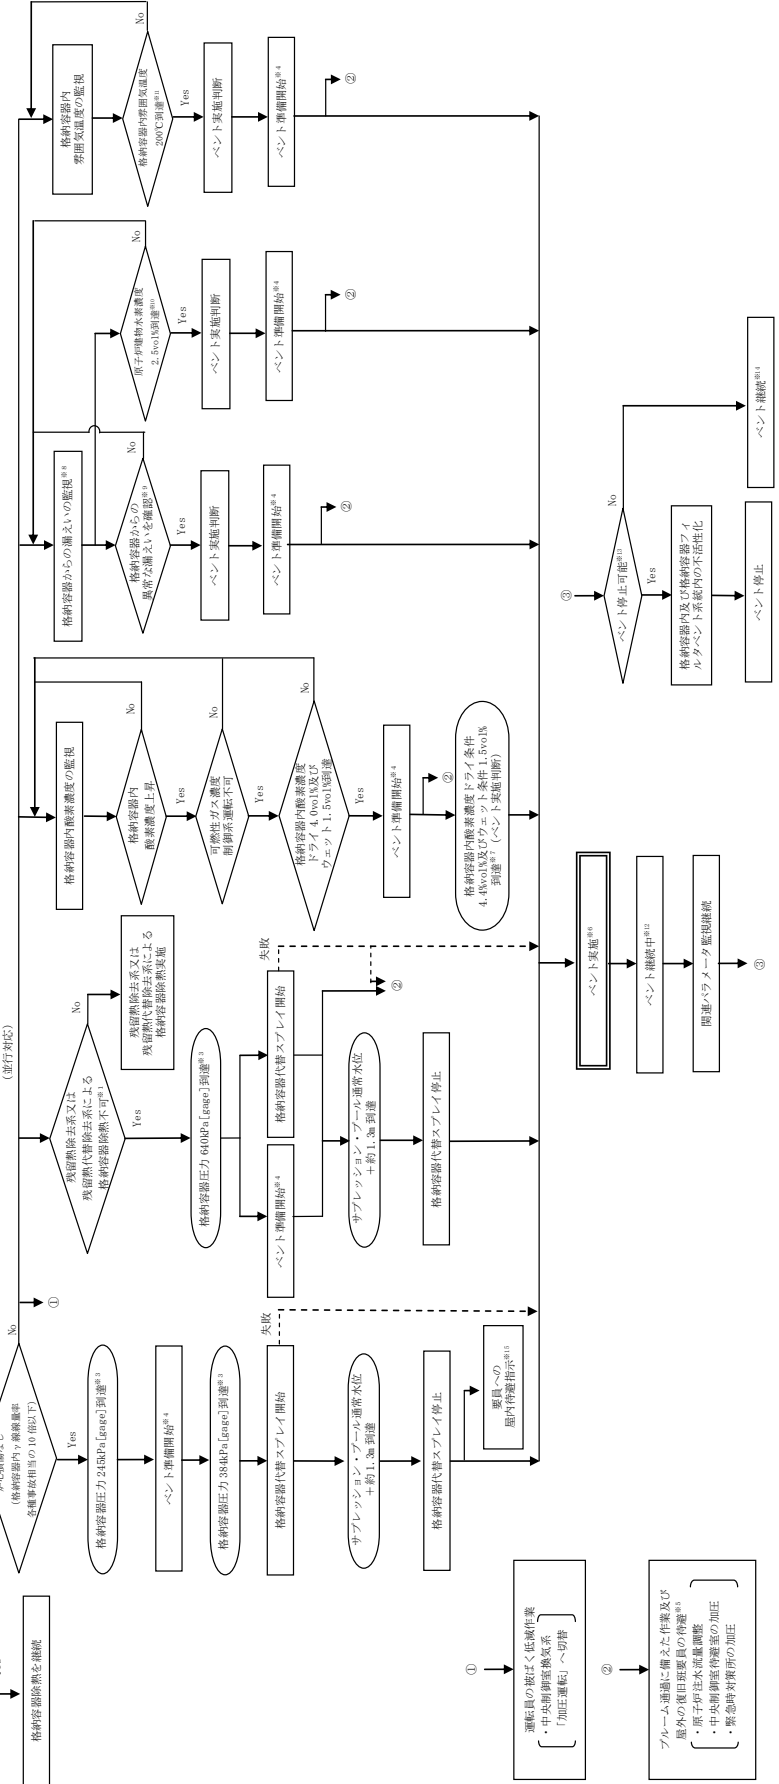 格納容器除熱を継続
(格納容器内γ線線量率
各種事故相当の10倍以下)
No
Yes
①
格納容器圧力 245kPa[gage]到達※3
ベント準備開始※4
格納容器圧力 384kPa[gage]到達※3
格納容器代替スプレイ開始
失敗
サプレッション・プール通常水位
＋約1.3m到達
格納容器代替スプレイ停止
要員への
屋内待避指示※15
(並行対応)
残留熱除去系又は
残留熱代替除去系による
格納容器除熱不可※1
No
残留熱除去系又は
残留熱代替除去系による
格納容器除熱実施
Yes
格納容器圧力 640kPa[gage]到達※3
ベント準備開始※4
格納容器代替スプレイ開始
失敗
②
サプレッション・プール通常水位
＋約1.3m到達
格納容器代替スプレイ停止
格納容器内酸素濃度の監視
格納容器内
酸素濃度上昇
No
Yes
可燃性ガス濃度
制御系運転不可
No
Yes
格納容器内酸素濃度
ドライ 4.0vol%及び
ウェット 1.5vol%到達
No
Yes
ベント準備開始※4
②
格納容器内酸素濃度ドライ条件
4.4%vol%及びウェット条件 1.5vol%
到達※7（ベント実施判断）
格納容器からの漏えいの監視※8
格納容器からの
異常な漏えいを確認※9
No
Yes
ベント実施判断
ベント準備開始※4
②
原子炉建物水素濃度
2.5vol%到達※10
No
Yes
ベント実施判断
ベント準備開始※4
②
格納容器内
雰囲気温度の監視
格納容器内雰囲気温度
200℃到達※11
No
Yes
ベント実施判断
ベント準備開始※4
②
ベント実施※6
ベント継続中※12
関連パラメータ監視継続
③
③
ベント停止可能※13
No
Yes
格納容器内及び格納容器フィ
ルタベント系統内の不活性化
ベント停止
ベント継続※14
①
運転員の被ばく低減作業
・中央制御室換気系
「加圧運転」へ切替
②
プルーム通過に備えた作業及び
屋外の復旧班要員の待避※5
・原子炉注水流量調整
・中央制御室待避室の加圧
・緊急時対策所の加圧